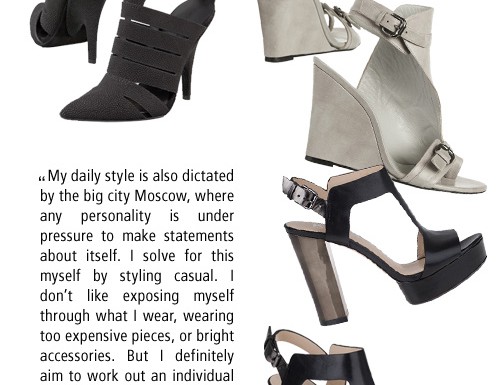 “My daily style is also dictated
by the big city Moscow, where
any personality is under
pressure to make statements
about itself. I solve for this
myself by styling casual. I
don’t like exposing myself
through what I wear, wearing
too expensive pieces, or bright
accessories. But I definitely
aim to work out an individual